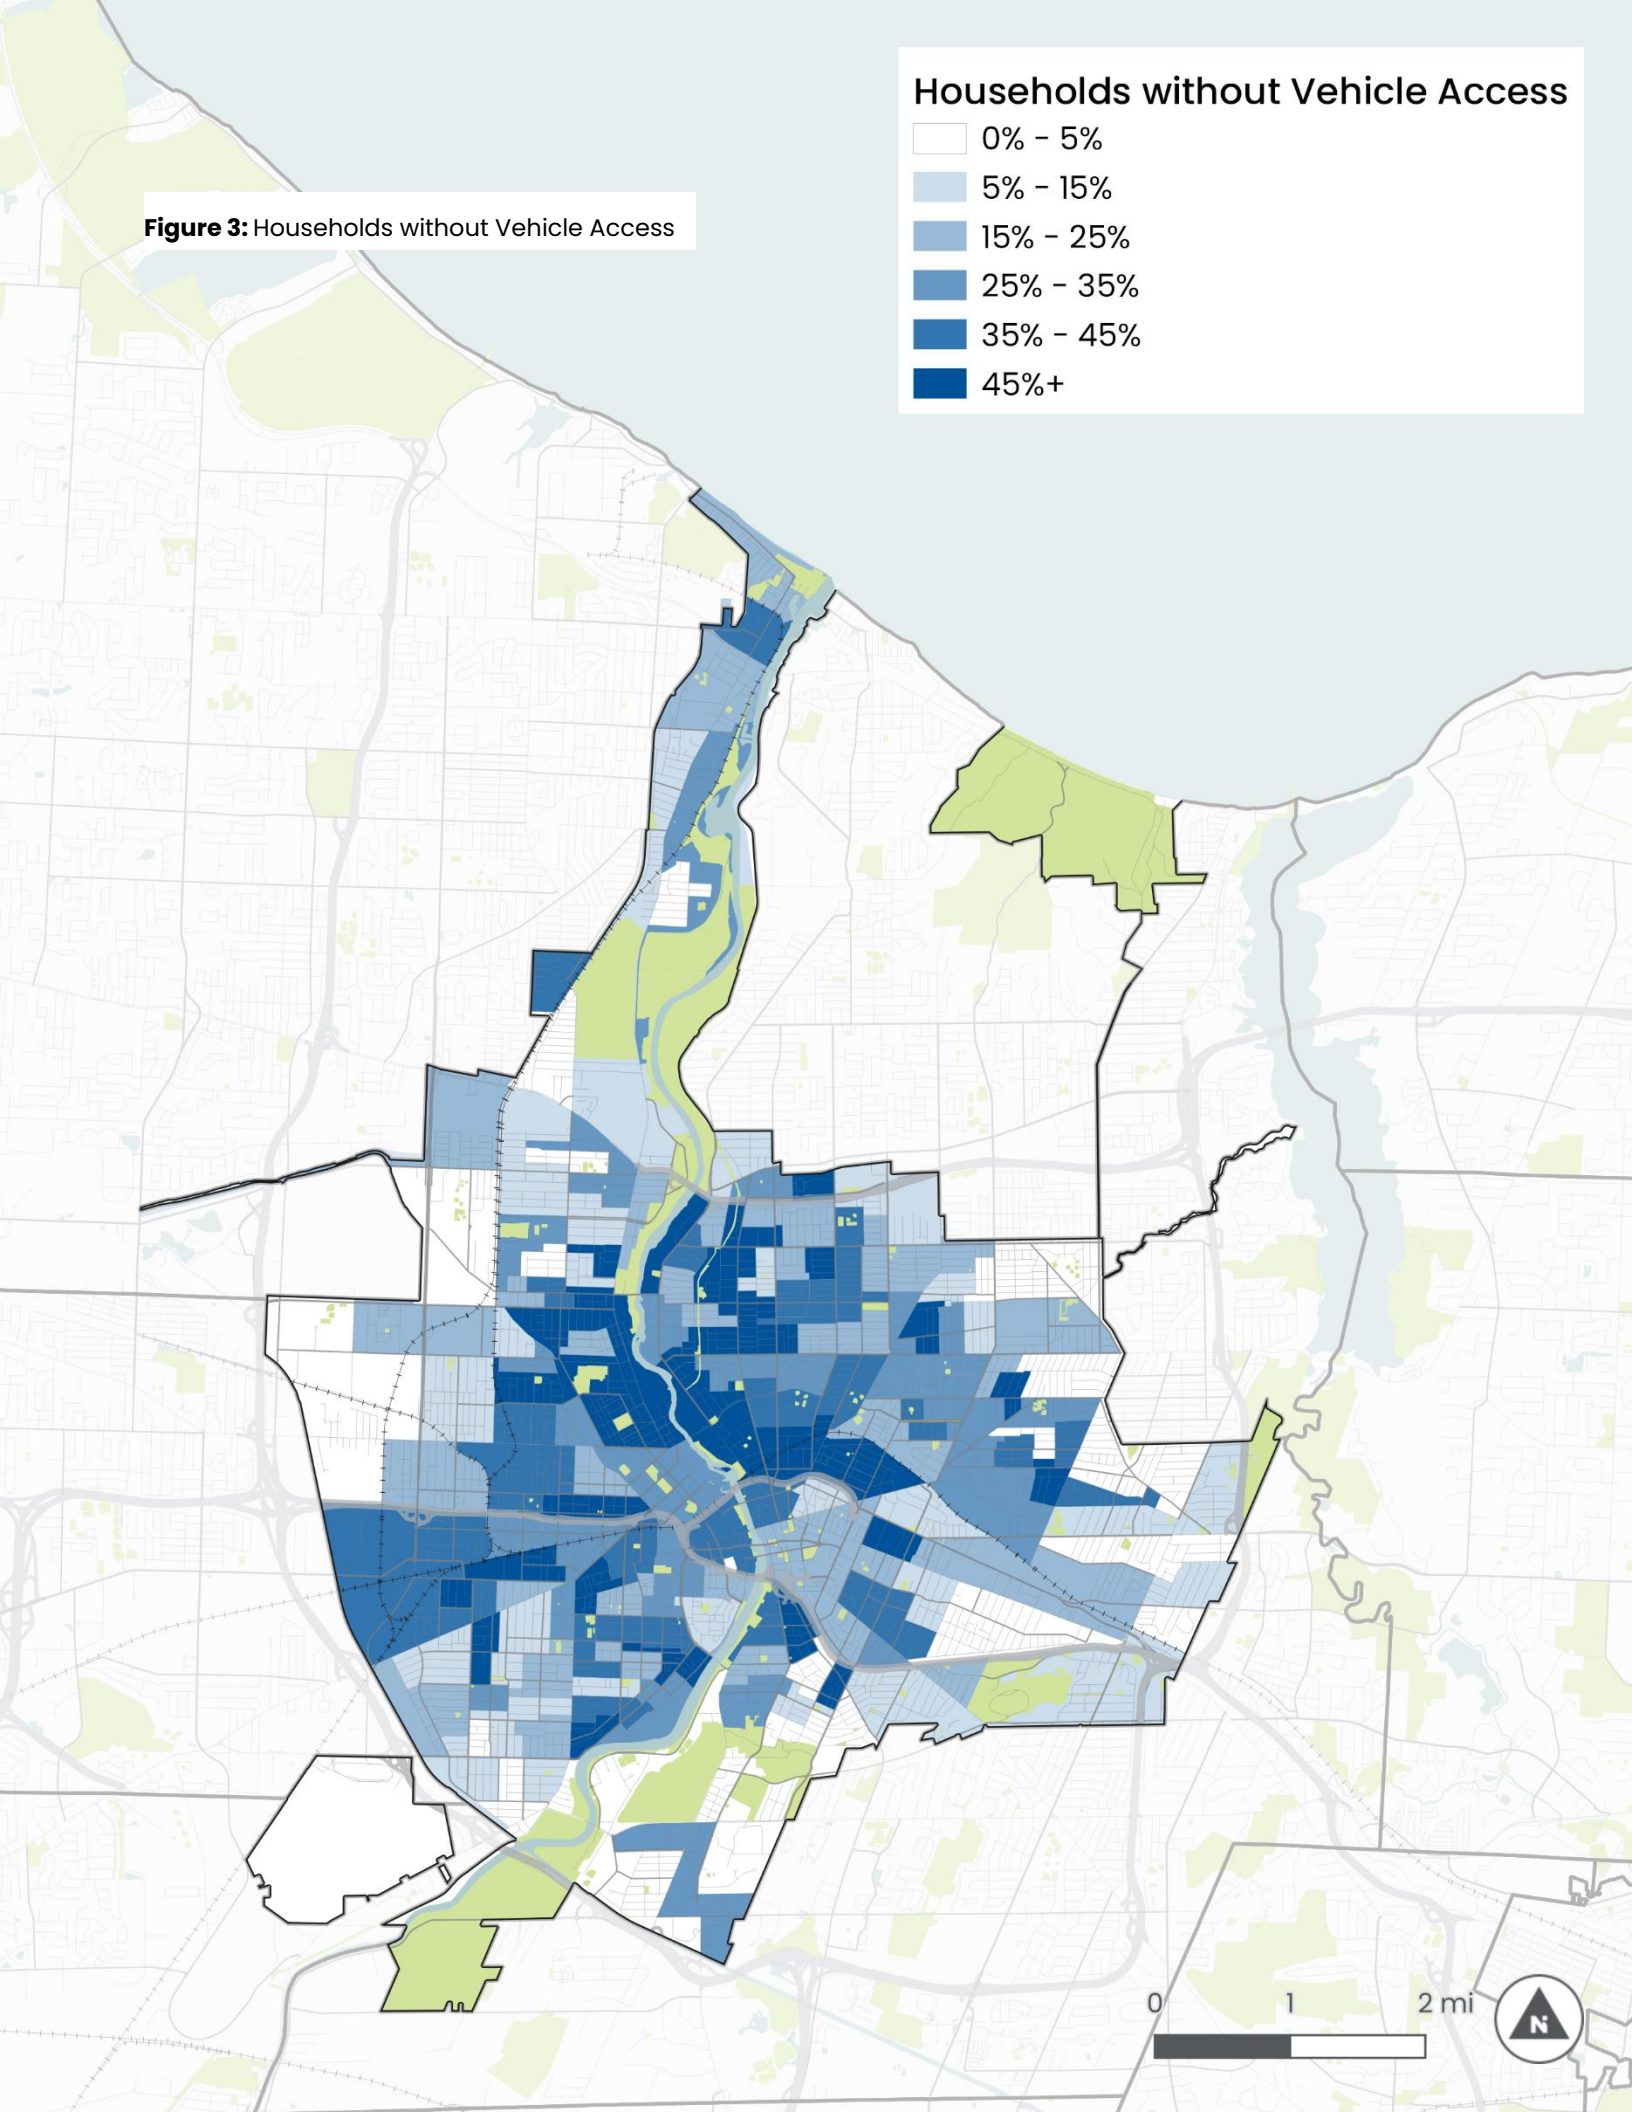 Households without Vehicle Access
0% - 5%
5% - 15%
15% - 25%
25% - 35%
35% - 45%
45%+
Figure 3: Households without Vehicle Access
0 1 2 mi
N